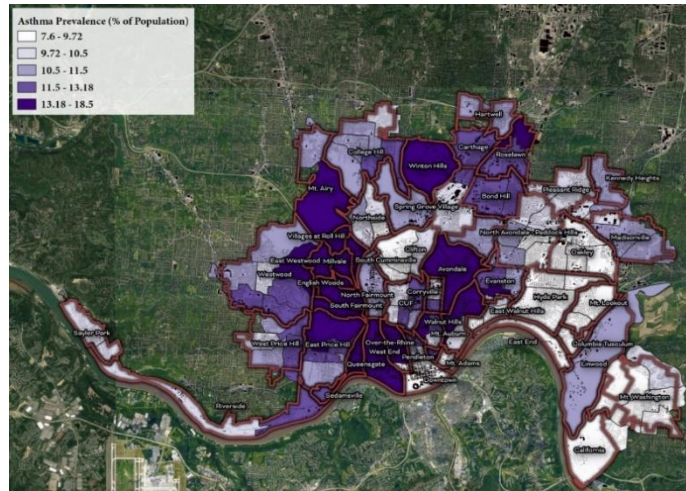 Asthma Prevalence (% of Population)
7.6 - 9.72
9.72 - 10.5
10.5 - 11.5
11.5 - 13.18
13.18 - 18.5
Hartwell
College Hill
Carthage
Roselawn
Winton Hills
Mt. Airy
Kennedy Heights
Pleasant Ridge
Bond Hill
Spring Grove Village
Northside
Madisonville
Villages at Roll Hill
North Avondale
Paddock Hills
Clifton
Oakley
East Westwood
Millvale
South Cumminsville
Avondale
Westwood
English Woods
Evanston
Corryville
North Fairmount
CUF
Hyde Park
South Fairmount
Mt. Lookout
East Walnut Hills
Walnut Hills
Sayler Park
Mt. Auburn
West Price Hill
East Price Hill
Over-the-Rhine
East End
Columbia Tusculum
West End
Pendleton
Mt. Adams
Linwood
Queensgate
Downtown
Sedamsville
Mt. Washington
Riverside
California